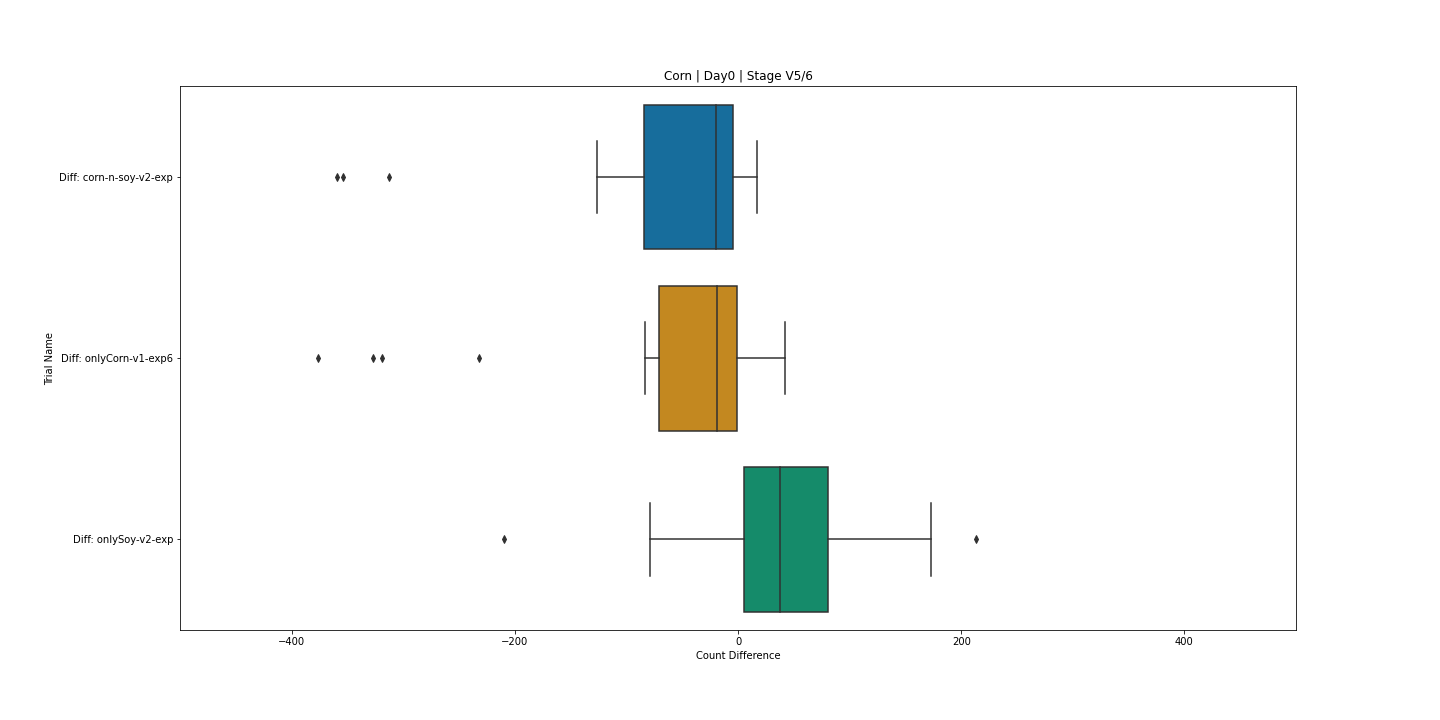 Corn | Day0 | Stage V5/6
Trial Name
Diff: corn-n-soy-v2-exp
Diff: onlyCorn-v1-exp6
Diff: onlySoy-v2-exp
−400 −200 0 200 400
Count Difference